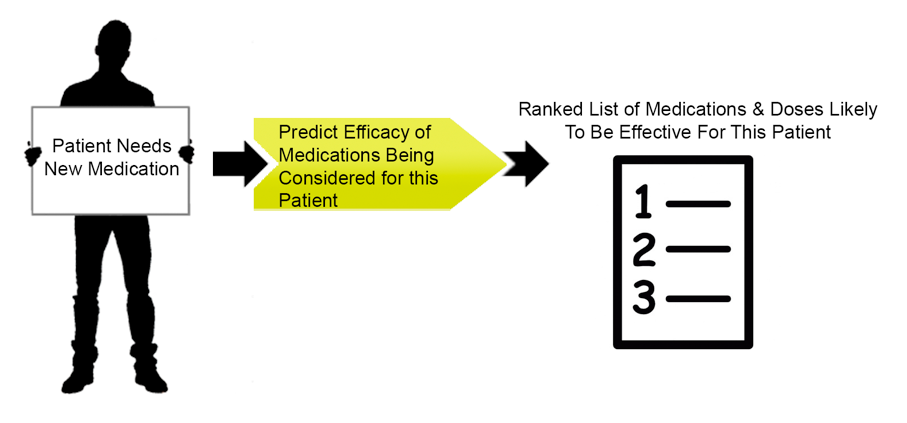 Patient Needs
New Medication
Predict Efficacy of
Medications Being
Considered for this
Patient
Ranked List of Medications & Doses Likely
To Be Effective For This Patient
1
2
3